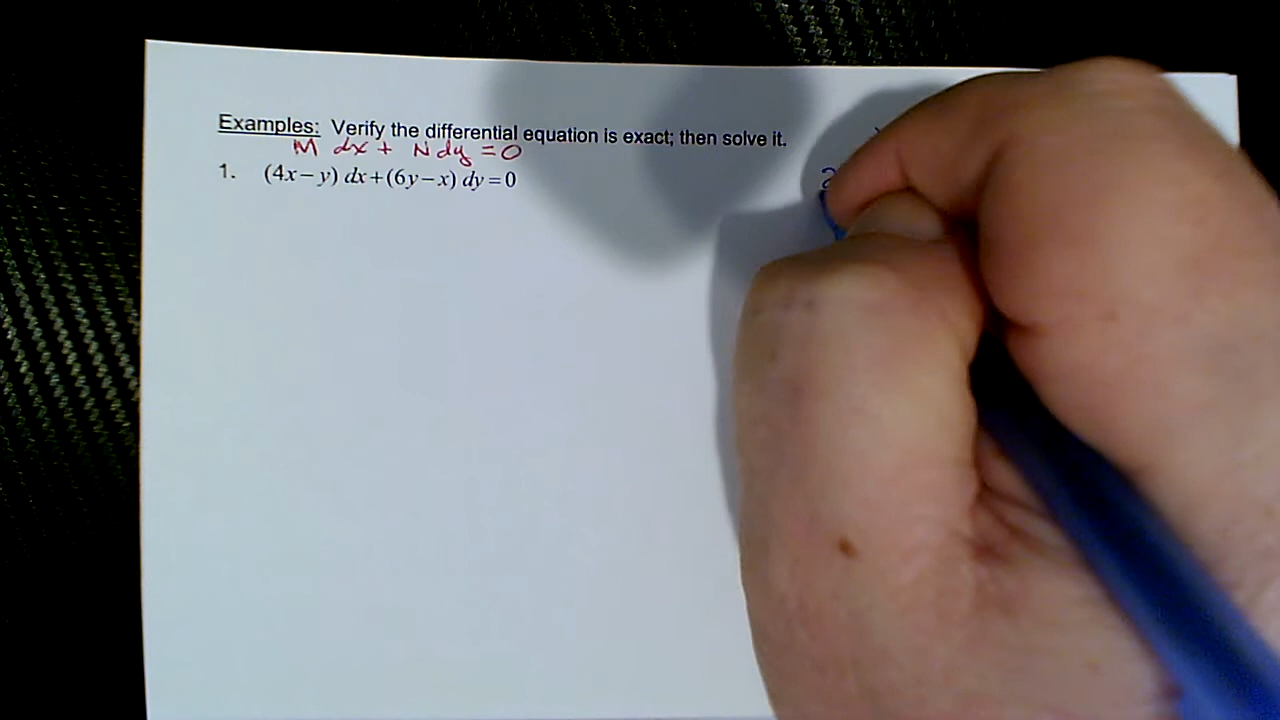 Examples: Verify the differential equation is exact; then solve it.
M dx + N dy = 0
1. (4x − y) dx + (6y − x) dy = 0